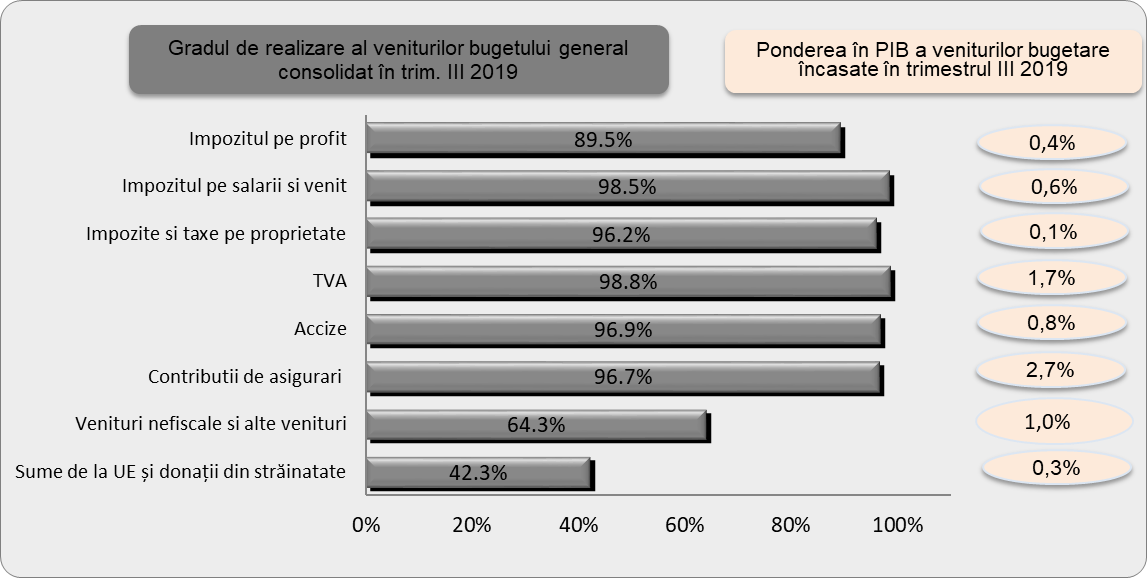 Gradul de realizare al veniturilor bugetului general
consolidat în trim. III 2019
Ponderea în PIB a veniturilor bugetare
încasate în trimestrul III 2019
Impozitul pe profit 89.5% 0,4%
Impozitul pe salarii si venit 98.5% 0,6%
Impozite si taxe pe proprietate 96.2% 0,1%
TVA 98.8% 1,7%
Accize 96.9% 0,8%
Contributii de asigurari 96.7% 2,7%
Venituri nefiscale si alte venituri 64.3% 1,0%
Sume de la UE și donații din străinatate 42.3% 0,3%
0% 20% 40% 60% 80% 100%